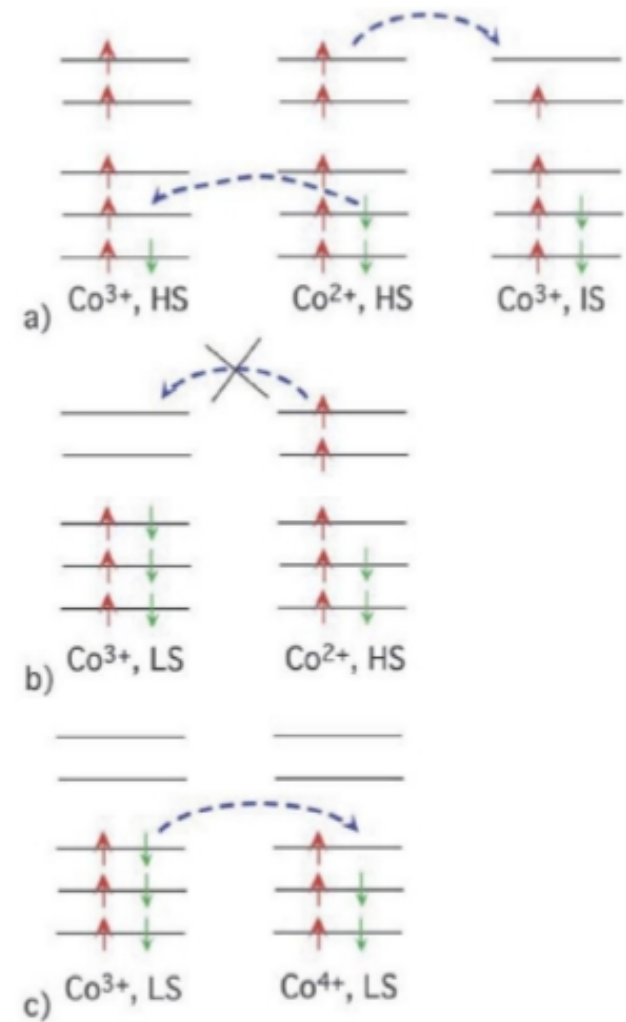 Co³⁺, HS Co²⁺, HS Co³⁺, IS
a)
Co³⁺, LS Co²⁺, HS
b)
Co³⁺, LS Co⁴⁺, LS
c)